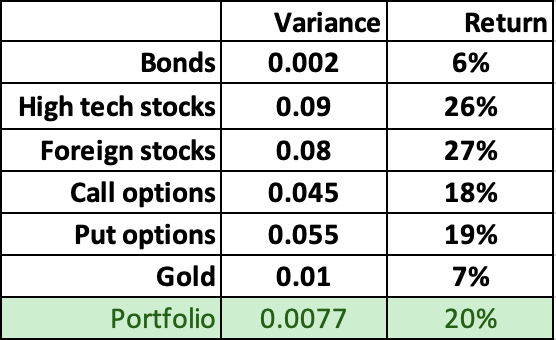 Variance Return
Bonds 0.002 6%
High tech stocks 0.09 26%
Foreign stocks 0.08 27%
Call options 0.045 18%
Put options 0.055 19%
Gold 0.01 7%
Portfolio 0.0077 20%